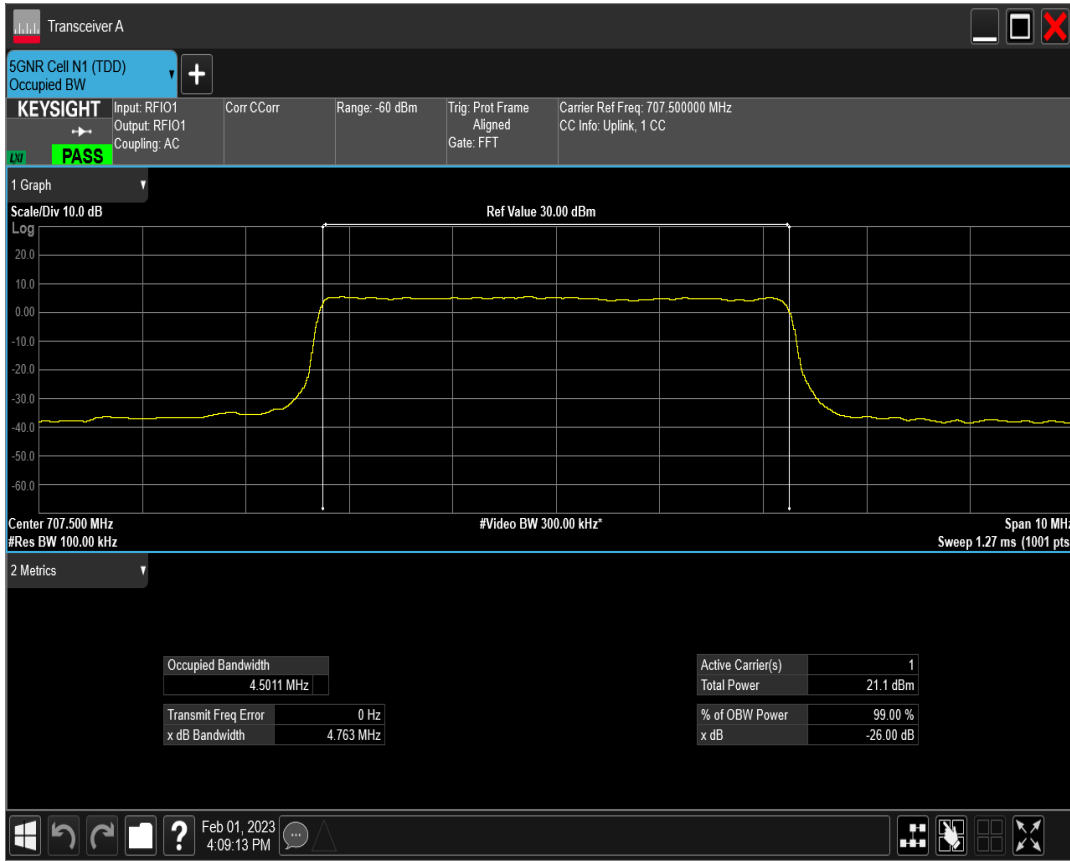 Transceiver A
5GNR Cell N1 (TDD)
Occupied BW
KEYSIGHT
LXI
PASS
Input: RFIO1
Output: RFIO1
Coupling: AC
Corr CCorr
Range: -60 dBm
Trig: Prot Frame
Aligned
Gate: FFT
Carrier Ref Freq: 707.500000 MHz
CC Info: Uplink, 1 CC
1 Graph
Scale/Div 10.0 dB
Ref Value 30.00 dBm
Log
20.0
10.0
0.00
-10.0
-20.0
-30.0
-40.0
-50.0
-60.0
Center 707.500 MHz
#Video BW 300.00 kHz*
Span 10 MHz
#Res BW 100.00 kHz
Sweep 1.27 ms (1001 pts
2 Metrics
Occupied Bandwidth
4.5011 MHz
Transmit Freq Error 0 Hz
x dB Bandwidth 4.763 MHz
Active Carrier(s) 1
Total Power 21.1 dBm
% of OBW Power 99.00 %
x dB -26.00 dB
?
Feb 01, 2023
4:09:13 PM